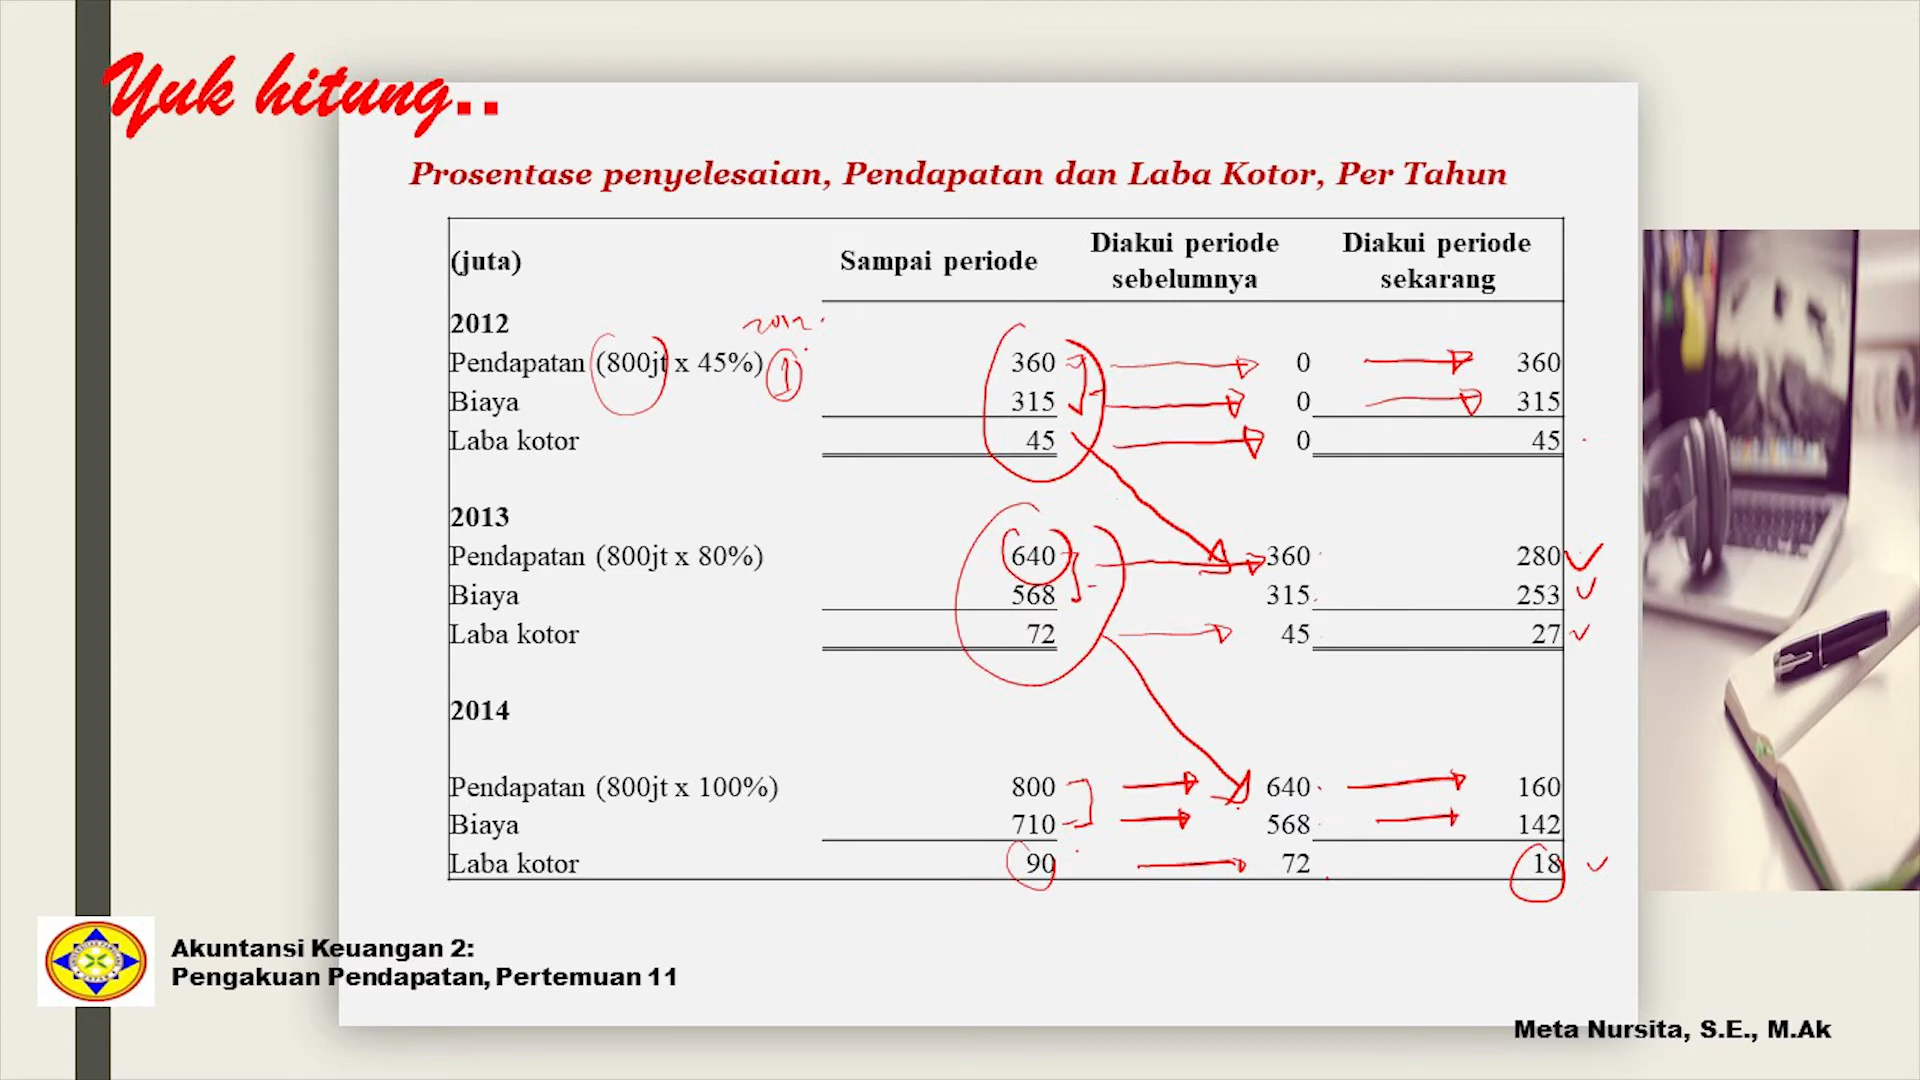 Yuk hitung..
Prosentase penyelesaian, Pendapatan dan Laba Kotor, Per Tahun
(juta) Sampai periode Diakui periode sebelumnya Diakui periode sekarang
2012
2012
Pendapatan (800jt x 45%) 1 360 0 360
Biaya 315 0 315
Laba kotor 45 0 45
2013
Pendapatan (800jt x 80%) 640 360 280
Biaya 568 315 253
Laba kotor 72 45 27
2014
Pendapatan (800jt x 100%) 800 640 160
Biaya 710 568 142
Laba kotor 90 72 18
Akuntansi Keuangan 2:
Pengakuan Pendapatan, Pertemuan 11
Meta Nursita, S.E., M.Ak